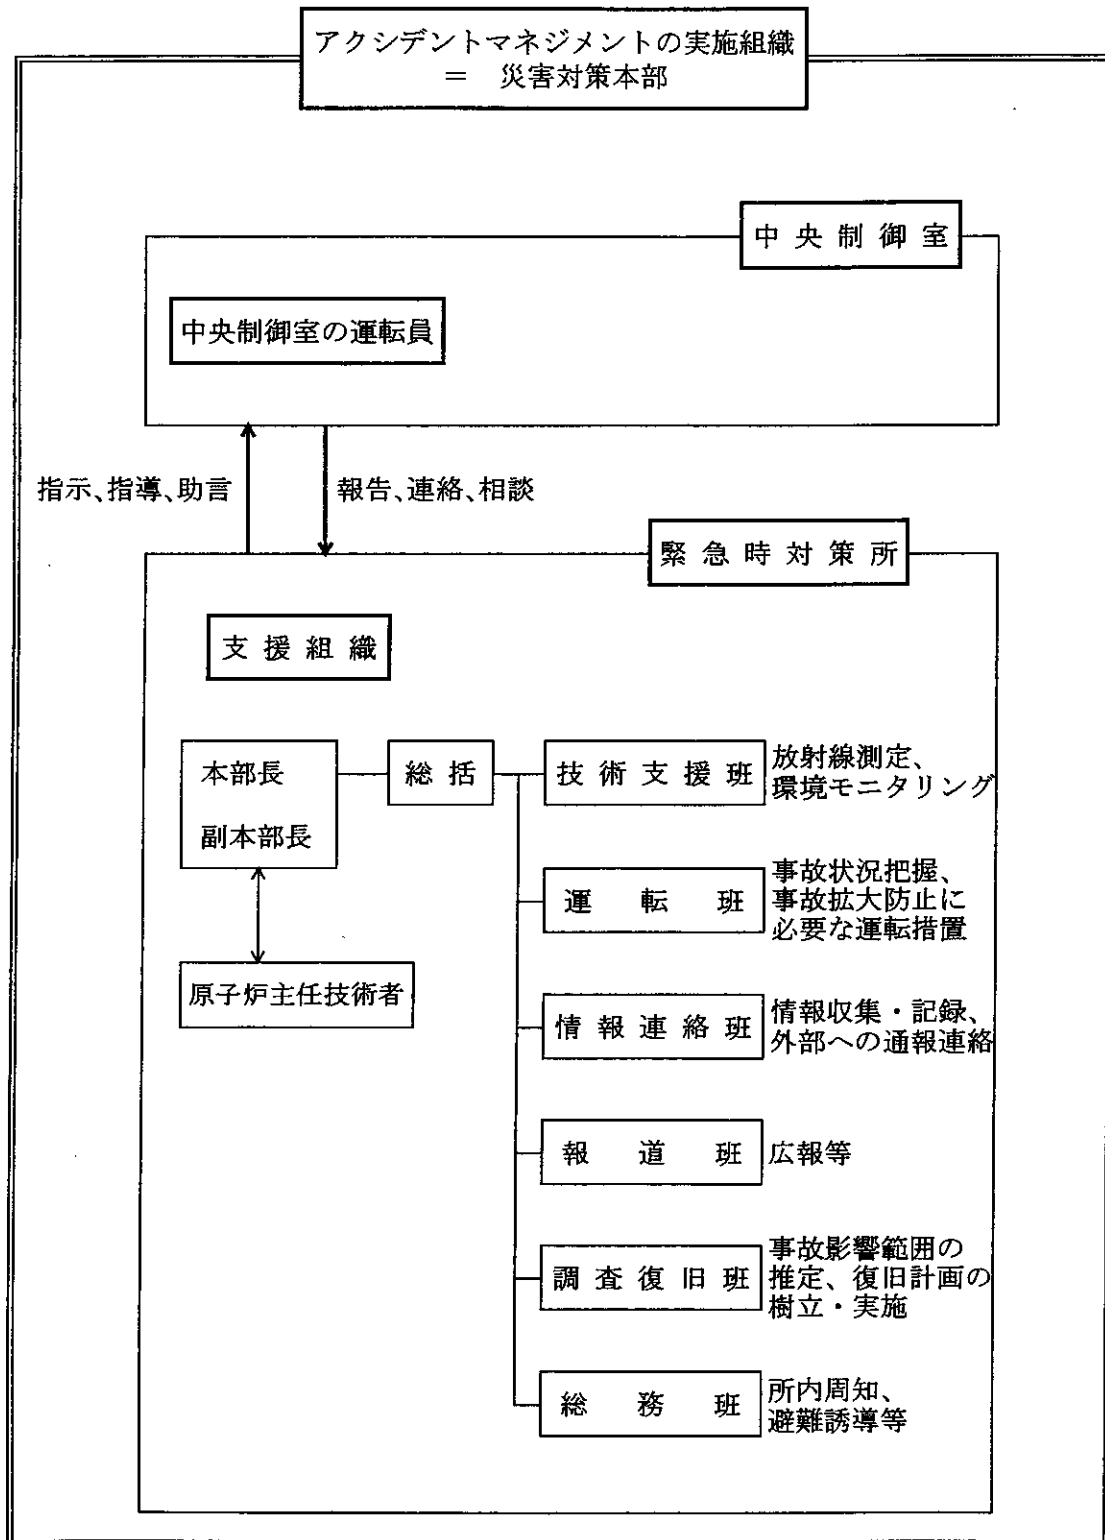 アクシデントマネジメントの実施組織
＝　災害対策本部
中央制御室
中央制御室の運転員
指示、指導、助言
報告、連絡、相談
緊急時対策所
支援組織
本部長
副本部長
総括
技術支援班
放射線測定、
環境モニタリング
運転班
事故状況把握、
事故拡大防止に
必要な運転措置
原子炉主任技術者
情報連絡班
情報収集・記録、
外部への通報連絡
報道班
広報等
調査復旧班
事故影響範囲の
推定、復旧計画の
樹立・実施
総務班
所内周知、
避難誘導等